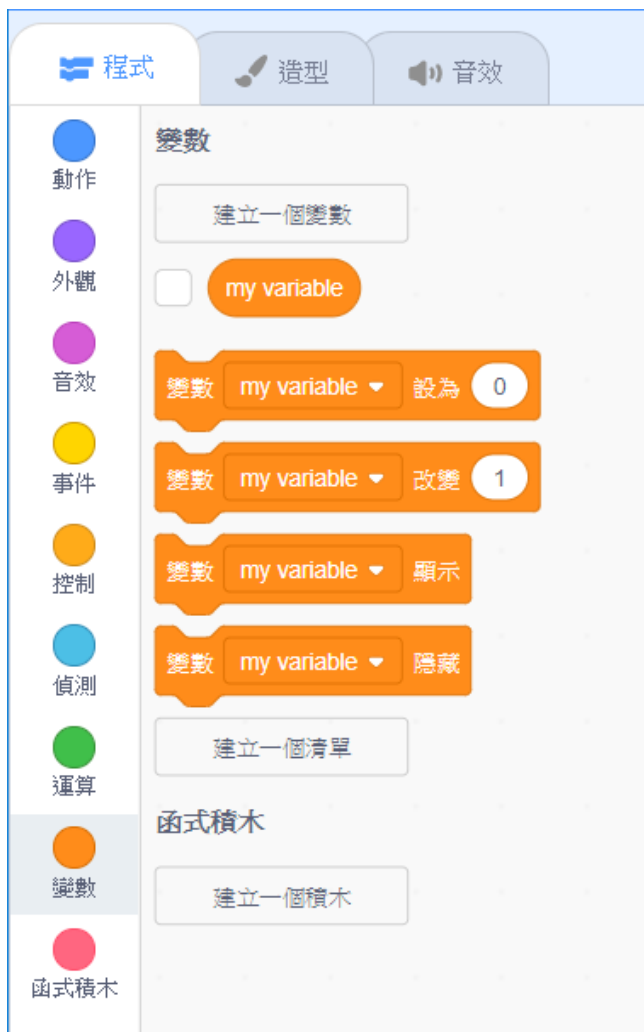 程式 造型 音效
動作
外觀
音效
事件
控制
偵測
運算
變數
函式積木
變數
建立一個變數
my variable
變數 my variable 設為 0
變數 my variable 改變 1
變數 my variable 顯示
變數 my variable 隱藏
建立一個清單
函式積木
建立一個積木